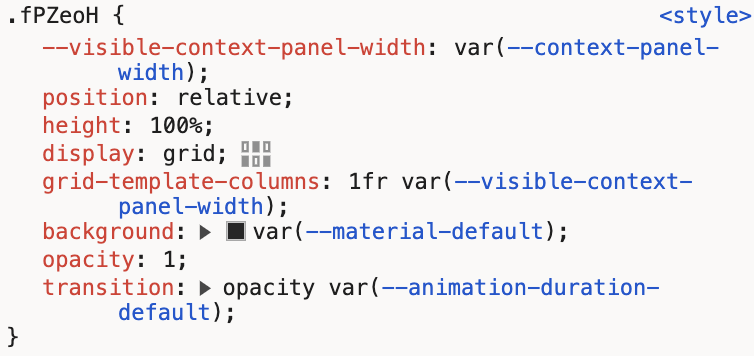 .fPZeoH { <style>
--visible-context-panel-width: var(--context-panel-
width);
position: relative;
height: 100%;
display: grid;
grid-template-columns: 1fr var(--visible-context-
panel-width);
background: var(--material-default);
opacity: 1;
transition: opacity var(--animation-duration-
default);
}